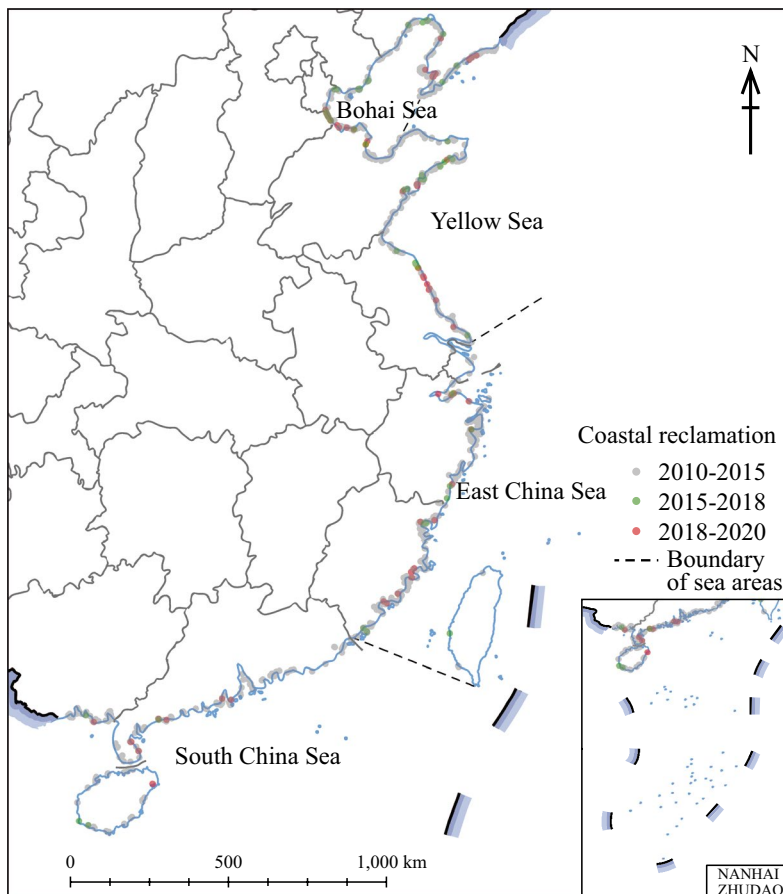 N
Bohai Sea
Yellow Sea
Coastal reclamation
2010-2015
East China Sea
2015-2018
2018-2020
Boundary
of sea areas
South China Sea
0 500 1,000 km
NANHAI
ZHUDAO